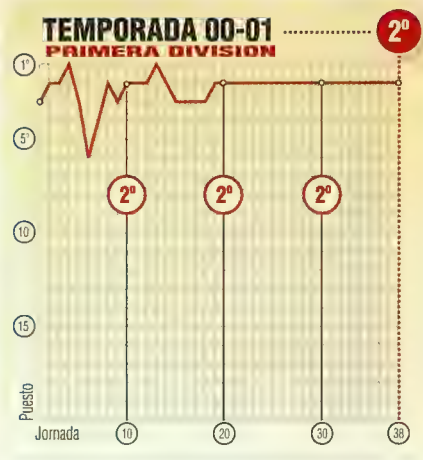 TEMPORADA 00-01
2º
PRIMERA DIVISION
1º
5º
2º
2º
2º
10
15
Puesto
Jornada
10
20
30
38